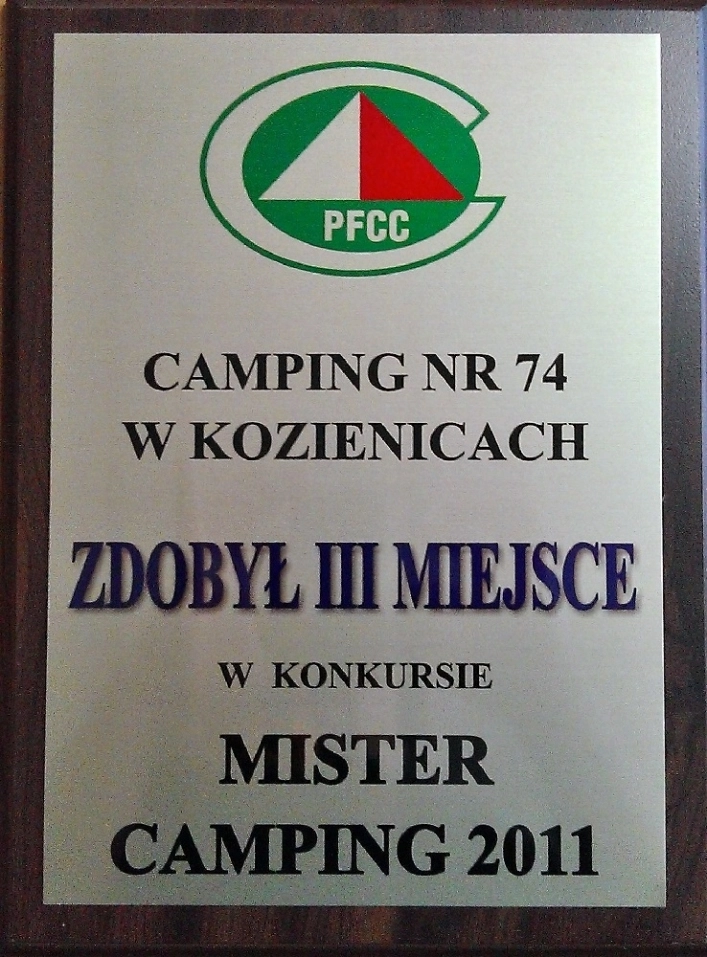 PFCC
CAMPING NR 74
W KOZIENICACH
ZDOBYŁ III MIEJSCE
W KONKURSIE
MISTER
CAMPING 2011